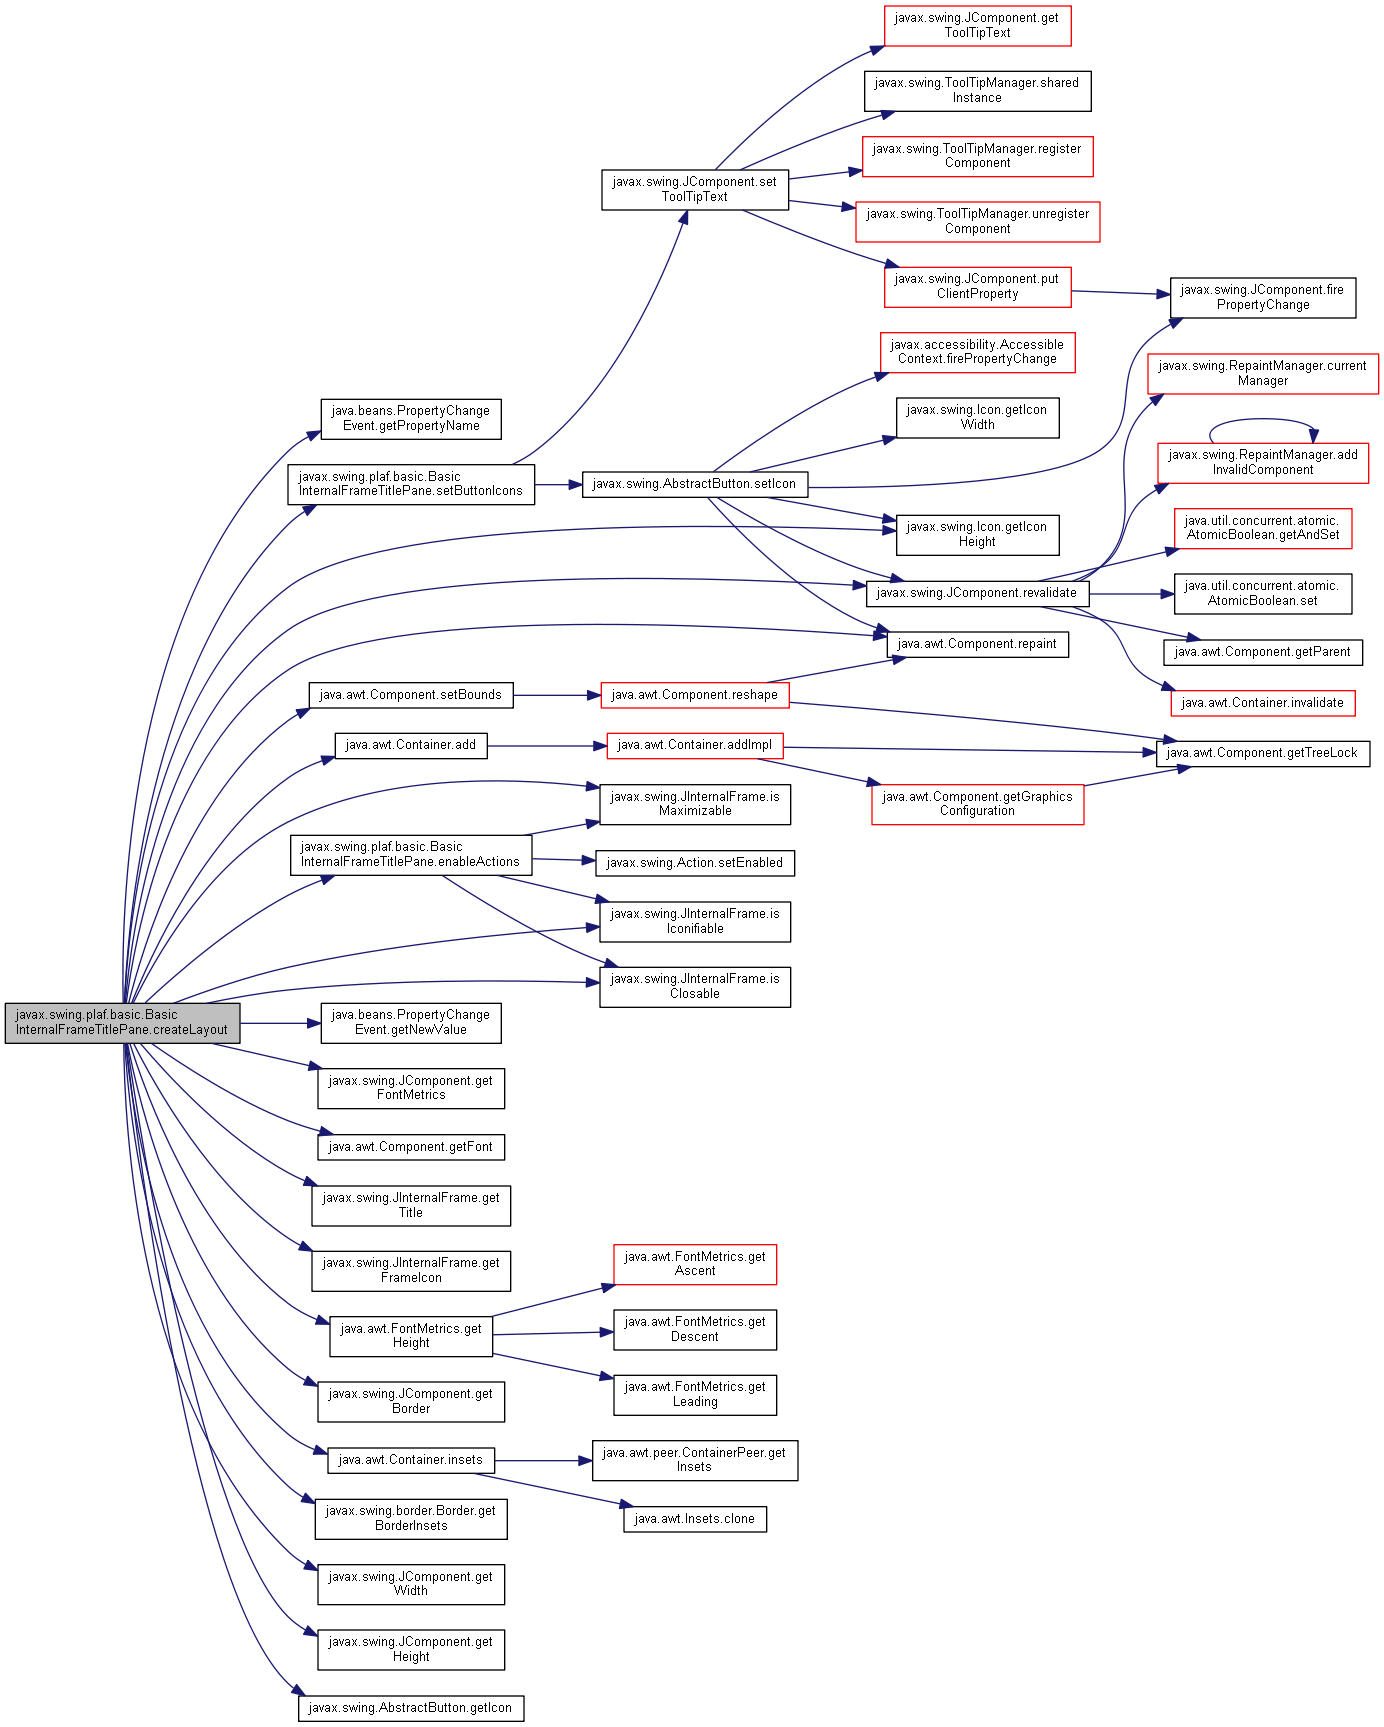 javax.swing.JComponent.get
ToolTipText
javax.swing.ToolTipManager.shared
Instance
javax.swing.ToolTipManager.register
Component
javax.swing.JComponent.set
ToolTipText
javax.swing.ToolTipManager.unregister
Component
javax.swing.JComponent.put
ClientProperty
javax.swing.JComponent.fire
PropertyChange
javax.accessibility.Accessible
Context.firePropertyChange
javax.swing.RepaintManager.current
Manager
java.beans.PropertyChange
Event.getPropertyName
javax.swing.Icon.getIcon
Width
javax.swing.RepaintManager.add
InvalidComponent
javax.swing.plaf.basic.Basic
InternalFrameTitlePane.setButtonIcons
javax.swing.AbstractButton.setIcon
javax.swing.Icon.getIcon
Height
java.util.concurrent.atomic.
AtomicBoolean.getAndSet
javax.swing.JComponent.revalidate
java.util.concurrent.atomic.
AtomicBoolean.set
java.awt.Component.repaint
java.awt.Component.getParent
java.awt.Component.setBounds
java.awt.Component.reshape
java.awt.Container.invalidate
java.awt.Container.add
java.awt.Container.addImpl
java.awt.Component.getTreeLock
javax.swing.JInternalFrame.is
Maximizable
java.awt.Component.getGraphics
Configuration
javax.swing.plaf.basic.Basic
InternalFrameTitlePane.enableActions
javax.swing.Action.setEnabled
javax.swing.JInternalFrame.is
Iconifiable
javax.swing.JInternalFrame.is
Closable
javax.swing.plaf.basic.Basic
InternalFrameTitlePane.createLayout
java.beans.PropertyChange
Event.getNewValue
javax.swing.JComponent.get
FontMetrics
java.awt.Component.getFont
javax.swing.JInternalFrame.get
Title
javax.swing.JInternalFrame.get
FrameIcon
java.awt.FontMetrics.get
Ascent
java.awt.FontMetrics.get
Height
java.awt.FontMetrics.get
Descent
javax.swing.JComponent.get
Border
java.awt.FontMetrics.get
Leading
java.awt.Container.insets
java.awt.peer.ContainerPeer.get
Insets
javax.swing.border.Border.get
BorderInsets
java.awt.Insets.clone
javax.swing.JComponent.get
Width
javax.swing.JComponent.get
Height
javax.swing.AbstractButton.getIcon